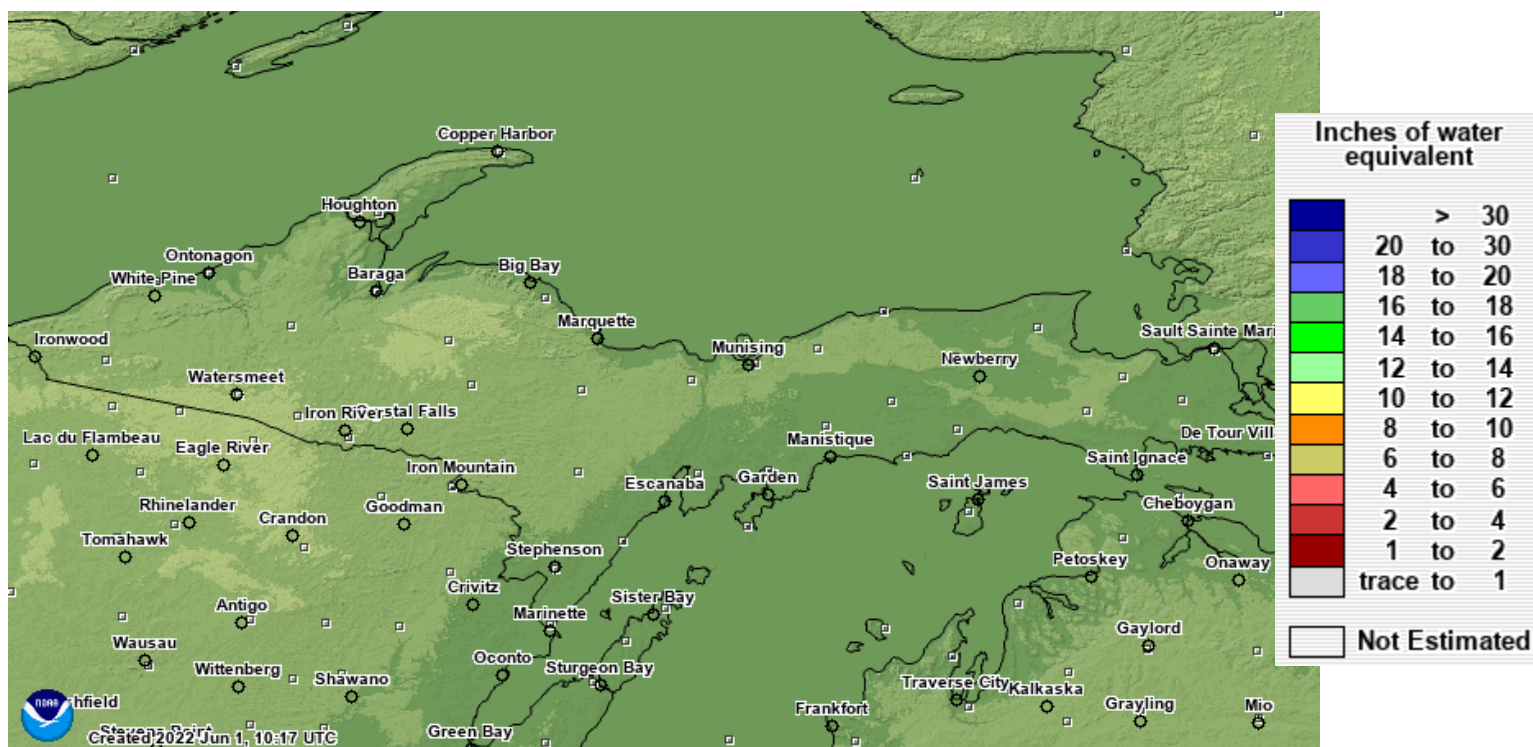 Copper Harbor
Houghton
Ontonagon
White Pine
Baraga
Big Bay
Marquette
Ironwood
Munising
Newberry
Sault Sainte Mari
Watersmeet
Iron River
stal Falls
Lac du Flambeau
Eagle River
Manistique
De Tour Vill
Iron Mountain
Escanaba
Garden
Saint Ignace
Saint James
Rhinelander
Crandon
Goodman
Cheboygan
Tomahawk
Stephenson
Petoskey
Onaway
Crivitz
Sister Bay
Antigo
Marinette
Gaylord
Wausau
Wittenberg
Shawano
Oconto
Sturgeon Bay
Traverse City
Kalkaska
Grayling
Mio
noaa
hfield
Frankfort
Stevens Point
Green Bay
Created 2022 Jun 1, 10:17 UTC
Inches of water
equivalent
> 30
20 to 30
18 to 20
16 to 18
14 to 16
12 to 14
10 to 12
8 to 10
6 to 8
4 to 6
2 to 4
1 to 2
trace to 1
Not Estimated